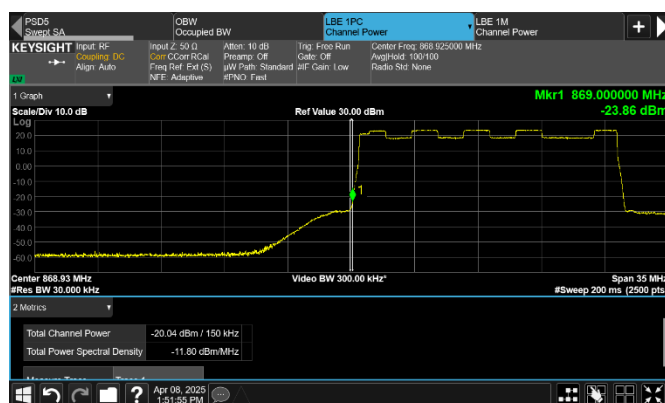 PSD5
Swept SA
OBW
Occupied BW
LBE 1PC
Channel Power
LBE 1M
Channel Power
KEYSIGHT
Input: RF
Coupling: DC
Align: Auto
Input Z: 50 Ω
Corr CCorr RCal
Freq Ref: Ext (S)
NFE: Adaptive
Atten: 10 dB
Preamp: Off
µW Path: Standard
#PNO: Fast
Trig: Free Run
Gate: Off
#IF Gain: Low
Center Freq: 868.925000 MHz
Avg|Hold: 100/100
Radio Std: None
1 Graph
Mkr1 869.000000 MHz
Scale/Div 10.0 dB
Ref Value 30.00 dBm
-23.86 dBm
Log
20.0
10.0
0.00
-10.0
-20.0
-30.0
-40.0
-50.0
-60.0
1
Center 868.93 MHz
Video BW 300.00 kHz*
Span 35 MHz
#Res BW 30.000 kHz
#Sweep 200 ms (2500 pts)
2 Metrics
Total Channel Power -20.04 dBm / 150 kHz
Total Power Spectral Density -11.80 dBm/MHz
Measure Trace Trace 1
Apr 08, 2025
1:51:55 PM